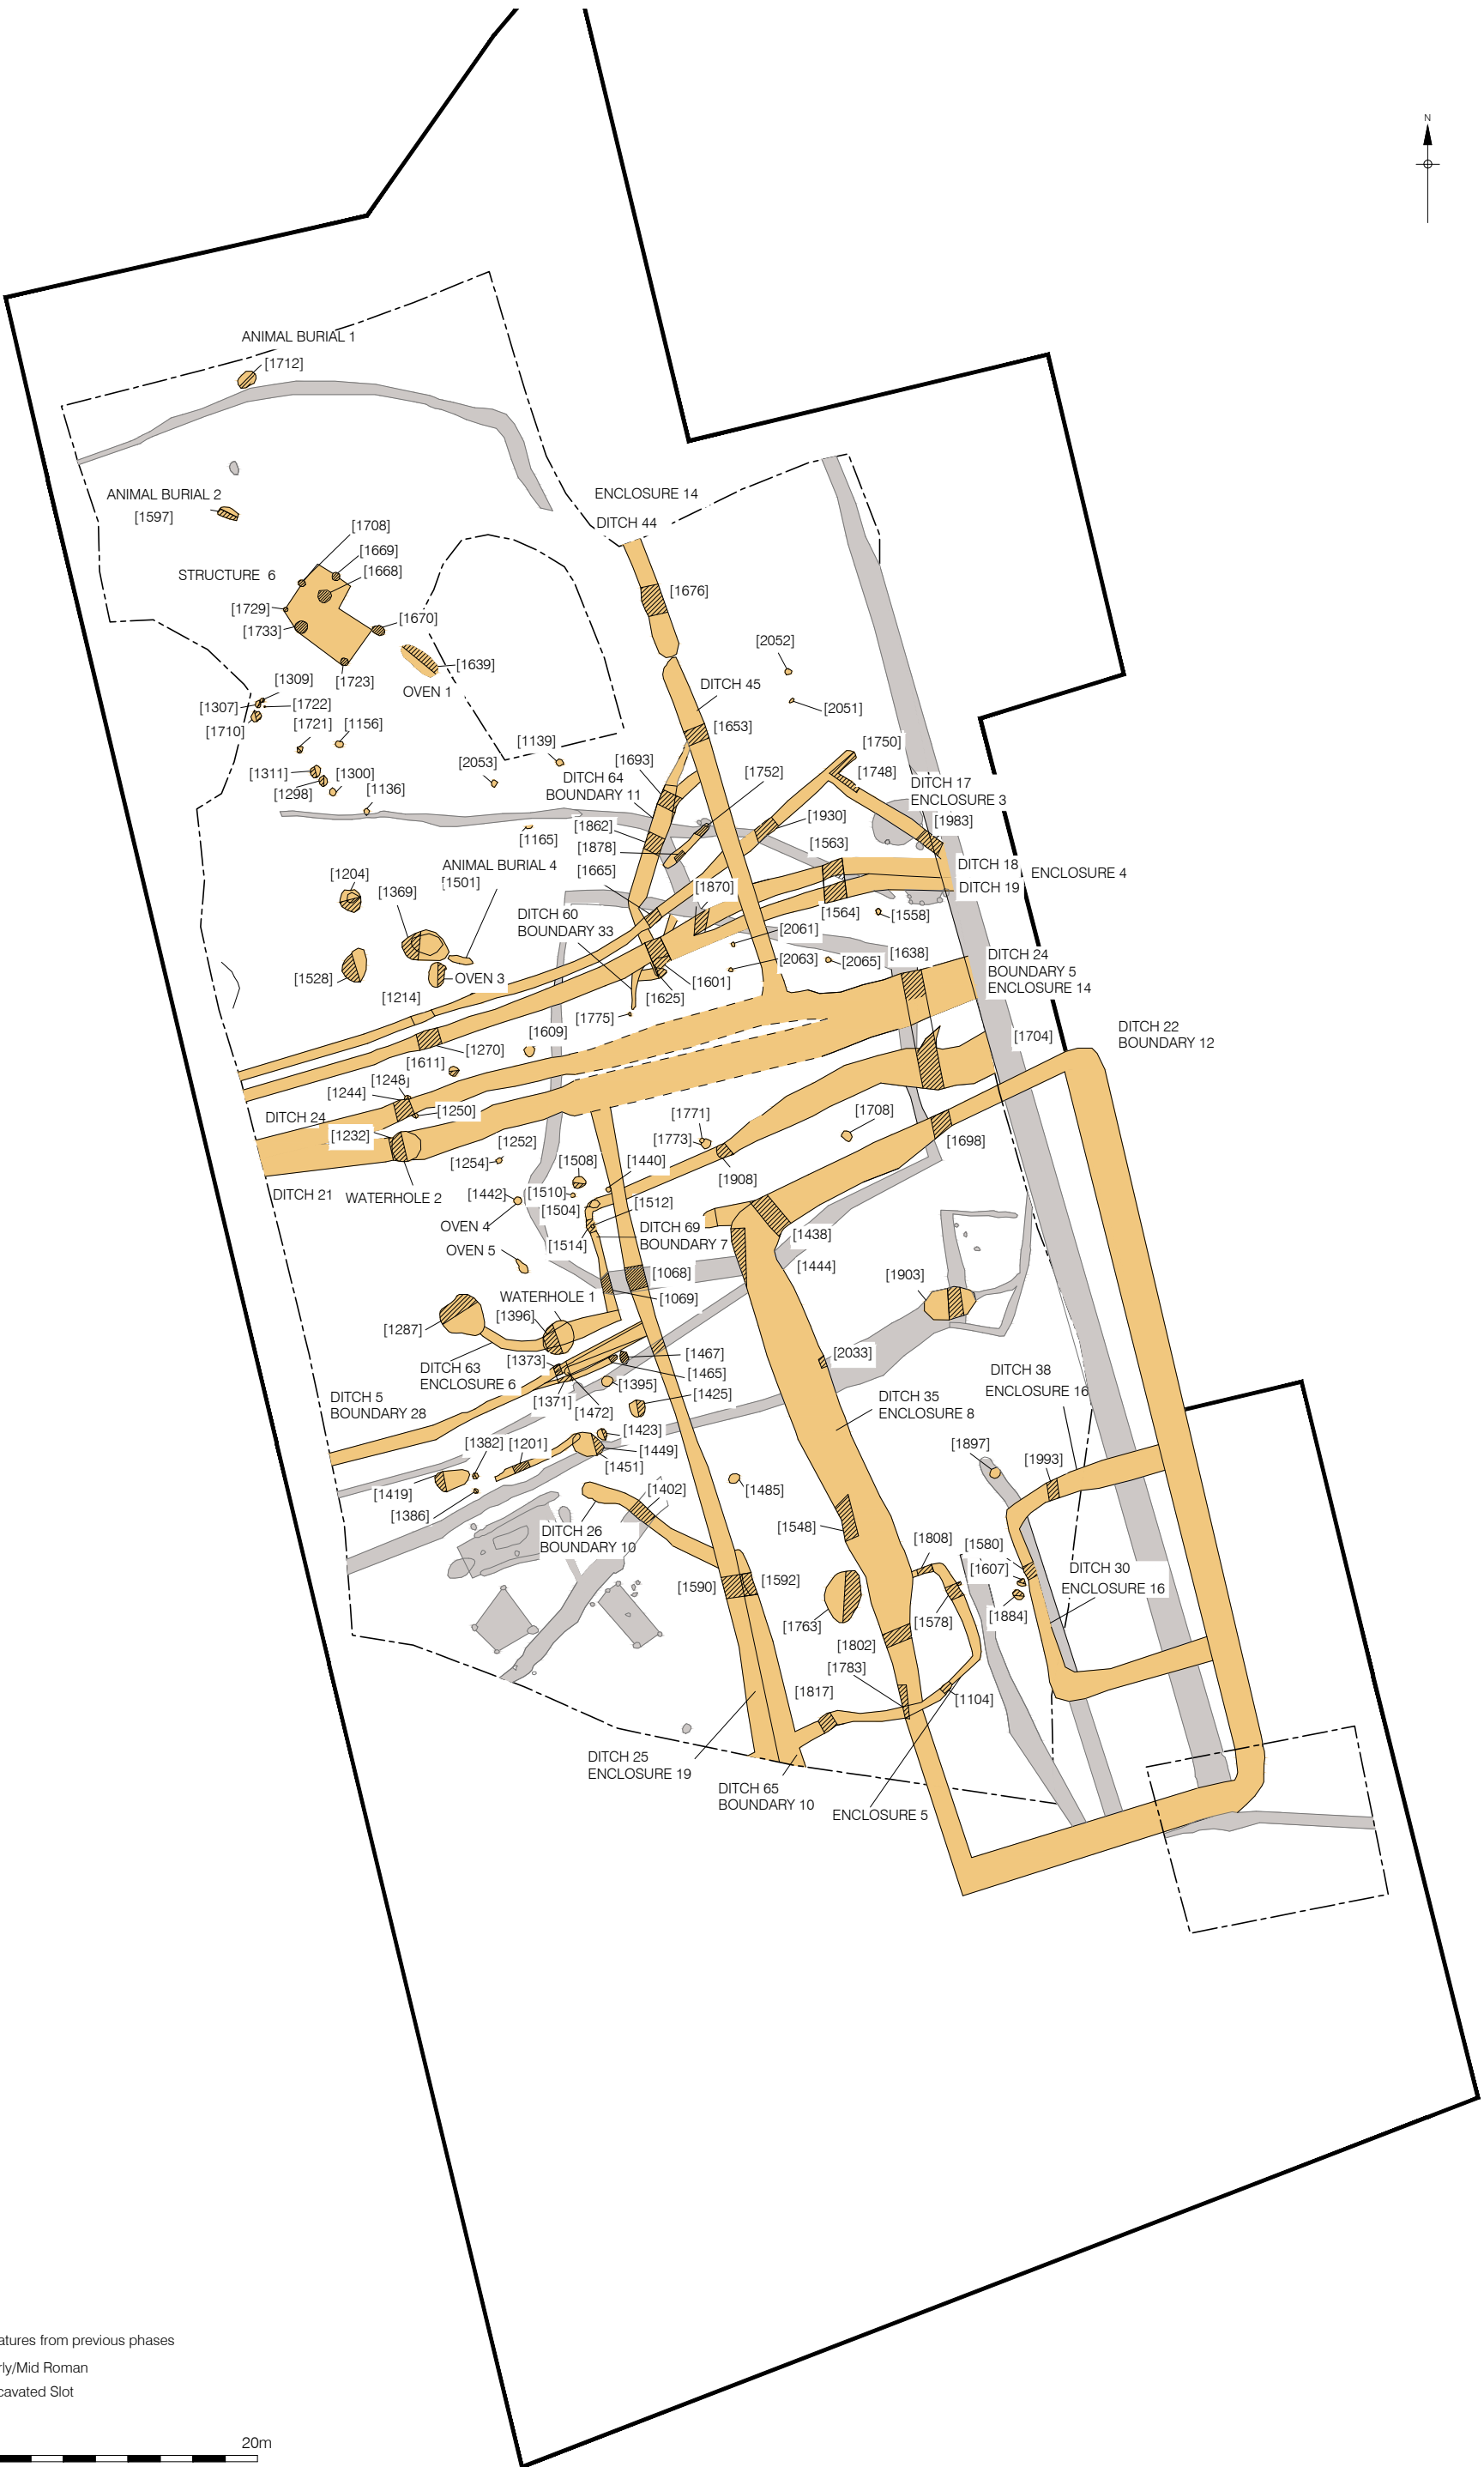 N
ANIMAL BURIAL 1
[1712]
ANIMAL BURIAL 2
[1597]
ENCLOSURE 14
DITCH 44
[1708]
[1669]
[1668]
STRUCTURE 6
[1729]
[1733]
[1670]
[1676]
[2052]
[1639]
OVEN 1
[1723]
[1309]
[1307]
[1722]
[1710]
[1721]
[1156]
DITCH 45
[2051]
[1653]
[1139]
[1750]
[1693]
[1752]
[1748]
[2053]
[1311]
[1300]
[1298]
[1136]
DITCH 64
BOUNDARY 11
DITCH 17
ENCLOSURE 3
[1983]
[1930]
[1862]
[1165]
[1878]
[1563]
[1665]
ANIMAL BURIAL 4
[1501]
DITCH 18
ENCLOSURE 4
DITCH 19
[1204]
[1369]
[1870]
DITCH 60
BOUNDARY 33
[1564]
[1558]
[2061]
[1638]
[2063]
[2065]
DITCH 24
BOUNDARY 5
ENCLOSURE 14
[1528]
OVEN 3
[1214]
[1601]
[1625]
[1775]
[1609]
[1270]
[1611]
[1704]
DITCH 22
BOUNDARY 12
[1248]
[1244]
[1250]
DITCH 24
[1232]
[1252]
[1254]
[1771]
[1773]
[1708]
[1698]
[1508]
[1440]
[1908]
DITCH 21
WATERHOLE 2
[1442]
[1510]
[1504]
[1512]
OVEN 4
DITCH 69
BOUNDARY 7
[1514]
[1438]
OVEN 5
[1444]
[1068]
[1903]
WATERHOLE 1
[1069]
[1396]
[1287]
[1373]
[1467]
[2033]
DITCH 63
ENCLOSURE 6
[1465]
DITCH 38
ENCLOSURE 16
[1395]
[1371]
[1425]
[1472]
DITCH 5
BOUNDARY 28
DITCH 35
ENCLOSURE 8
[1423]
[1382]
[1201]
[1449]
[1451]
[1897]
[1993]
[1419]
[1402]
[1485]
[1386]
DITCH 26
BOUNDARY 10
[1548]
[1808]
[1580]
[1607]
DITCH 30
ENCLOSURE 16
[1590]
[1592]
[1884]
[1763]
[1578]
[1802]
[1783]
[1817]
[1104]
DITCH 25
ENCLOSURE 19
DITCH 65
BOUNDARY 10
ENCLOSURE 5
atures from previous phases
rly/Mid Roman
cavated Slot
20m